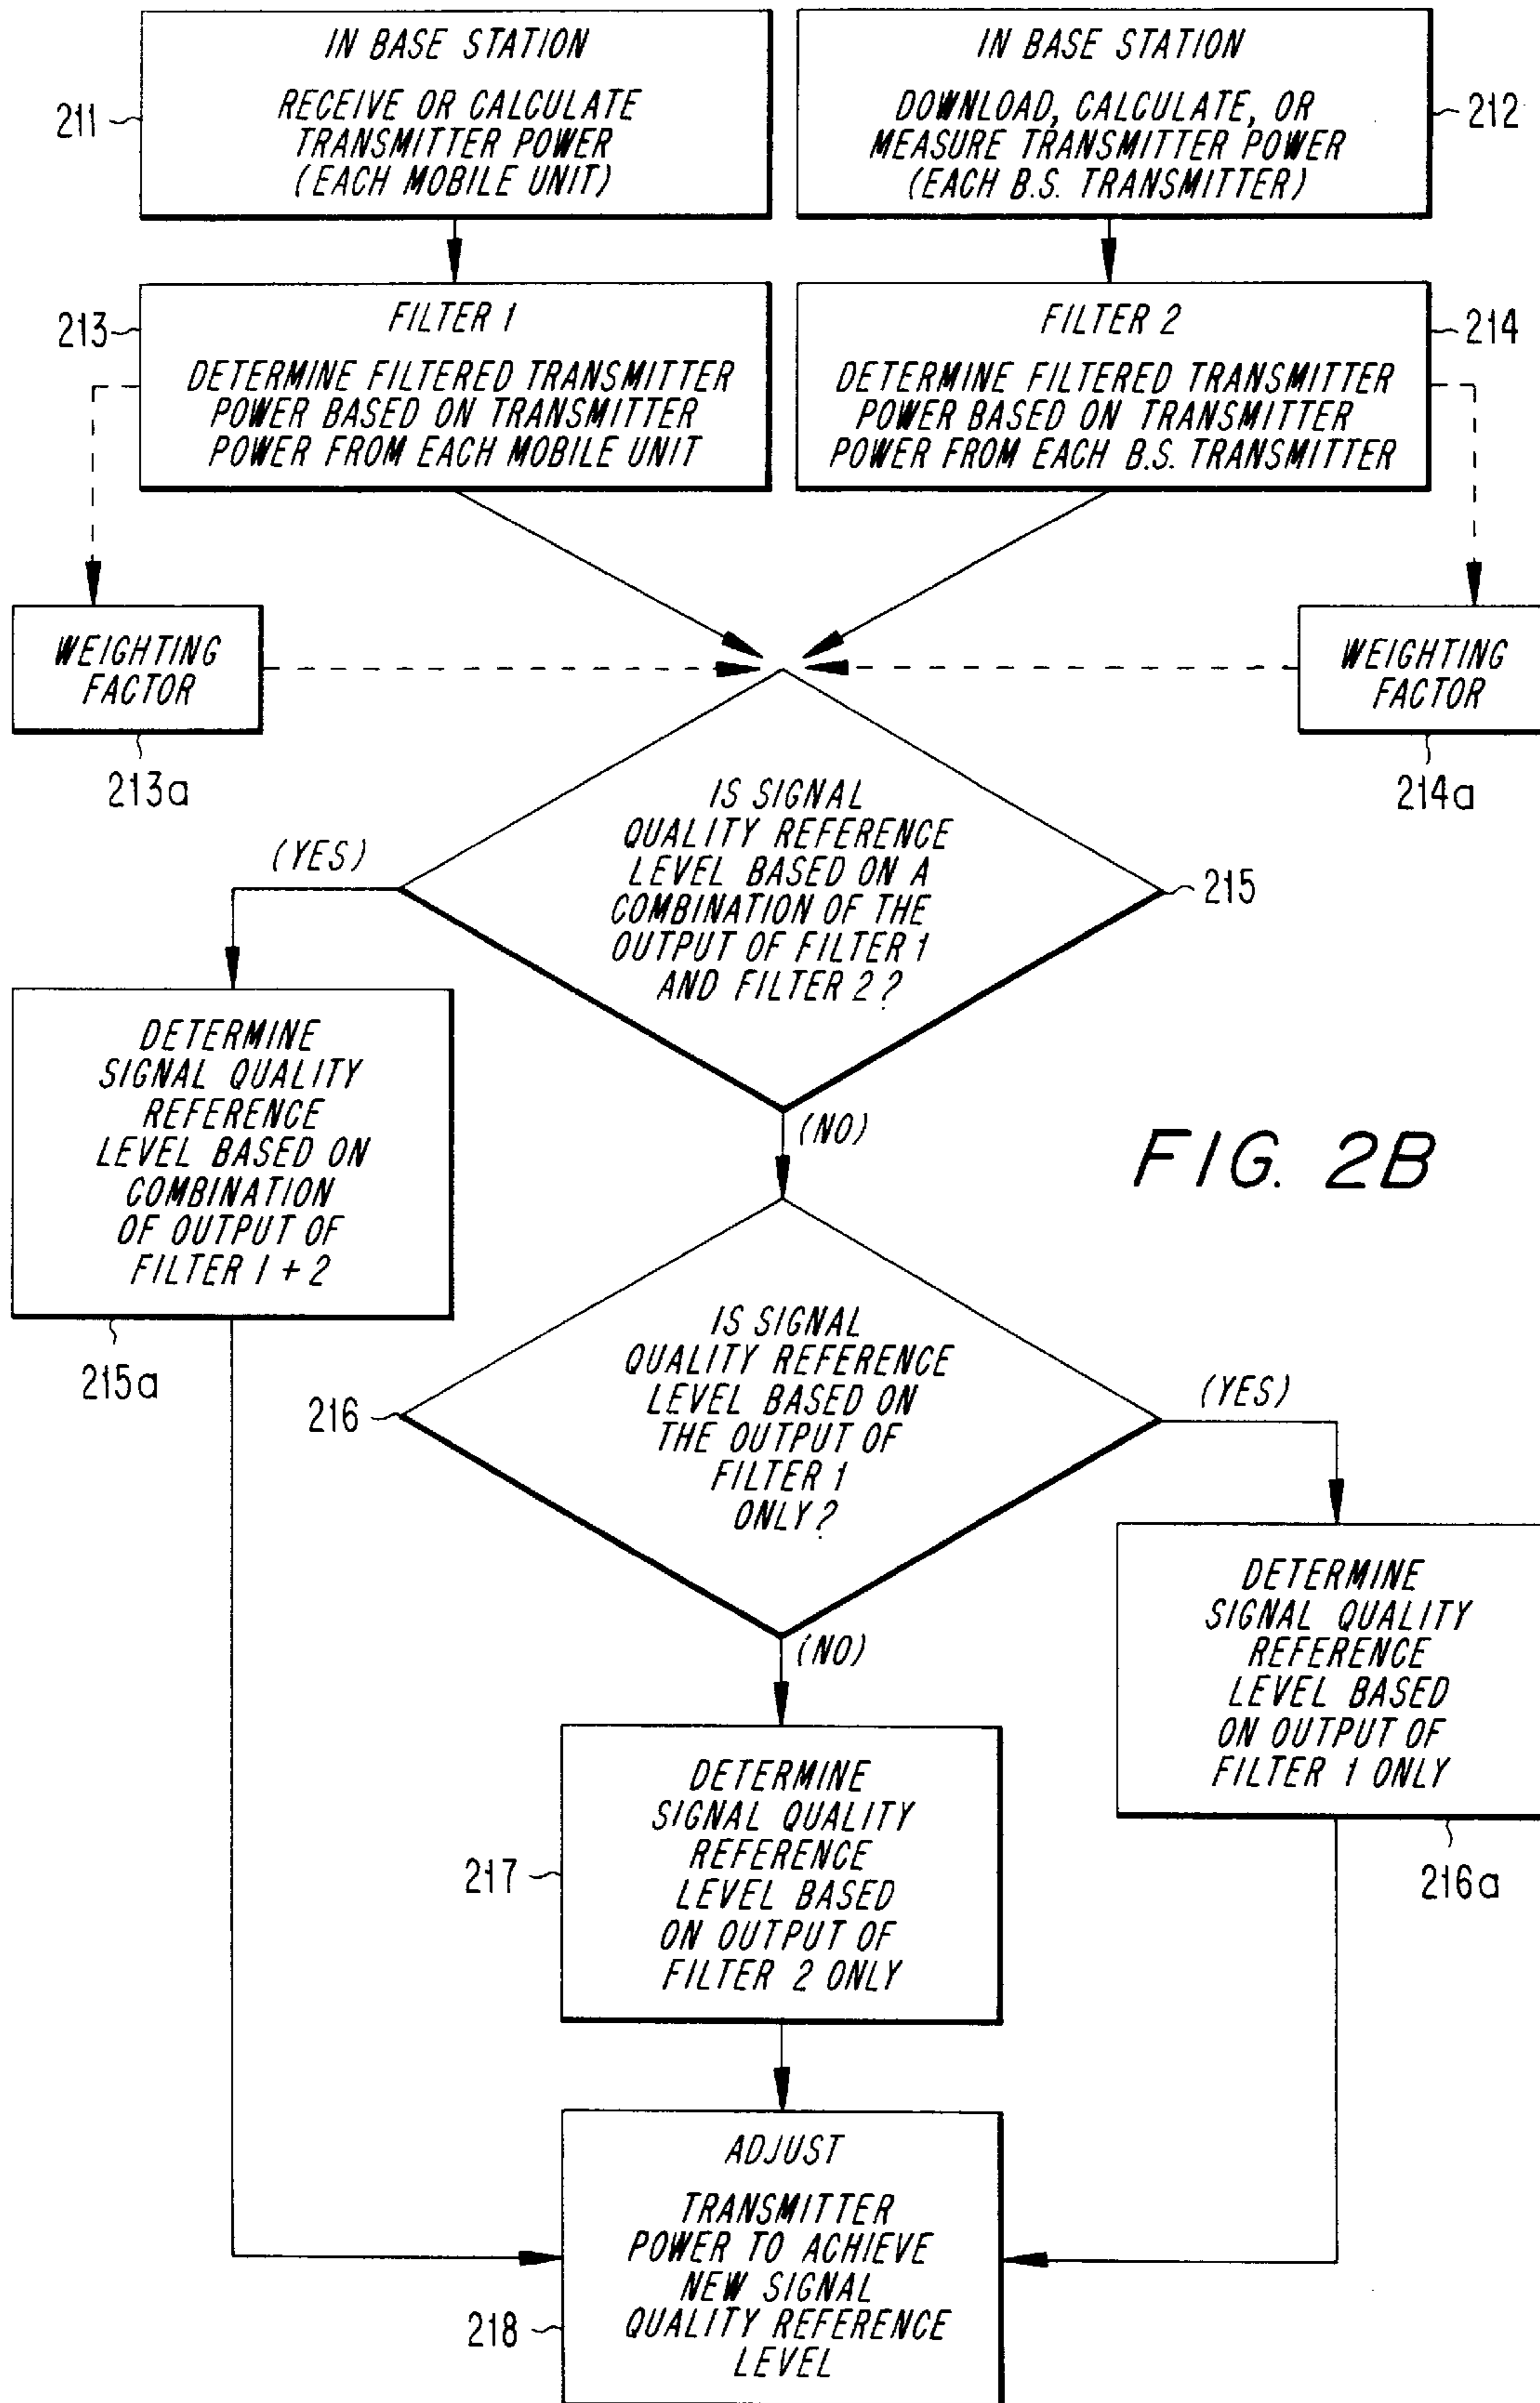 IN BASE STATION
RECEIVE OR CALCULATE
TRANSMITTER POWER
(EACH MOBILE UNIT)
211
IN BASE STATION
DOWNLOAD, CALCULATE, OR
MEASURE TRANSMITTER POWER
(EACH B.S. TRANSMITTER)
212
213
FILTER 1
DETERMINE FILTERED TRANSMITTER
POWER BASED ON TRANSMITTER
POWER FROM EACH MOBILE UNIT
FILTER 2
DETERMINE FILTERED TRANSMITTER
POWER BASED ON TRANSMITTER
POWER FROM EACH B.S. TRANSMITTER
214
WEIGHTING
FACTOR
213a
WEIGHTING
FACTOR
214a
IS SIGNAL
QUALITY REFERENCE
LEVEL BASED ON A
COMBINATION OF THE
OUTPUT OF FILTER 1
AND FILTER 2?
215
(YES)
(NO)
DETERMINE
SIGNAL QUALITY
REFERENCE
LEVEL BASED ON
COMBINATION
OF OUTPUT OF
FILTER 1 + 2
215a
FIG. 2B
IS SIGNAL
QUALITY REFERENCE
LEVEL BASED ON
THE OUTPUT OF
FILTER 1
ONLY?
216
(YES)
(NO)
DETERMINE
SIGNAL QUALITY
REFERENCE
LEVEL BASED
ON OUTPUT OF
FILTER 1 ONLY
216a
DETERMINE
SIGNAL QUALITY
REFERENCE
LEVEL BASED
ON OUTPUT OF
FILTER 2 ONLY
217
ADJUST
TRANSMITTER
POWER TO ACHIEVE
NEW SIGNAL
QUALITY REFERENCE
LEVEL
218